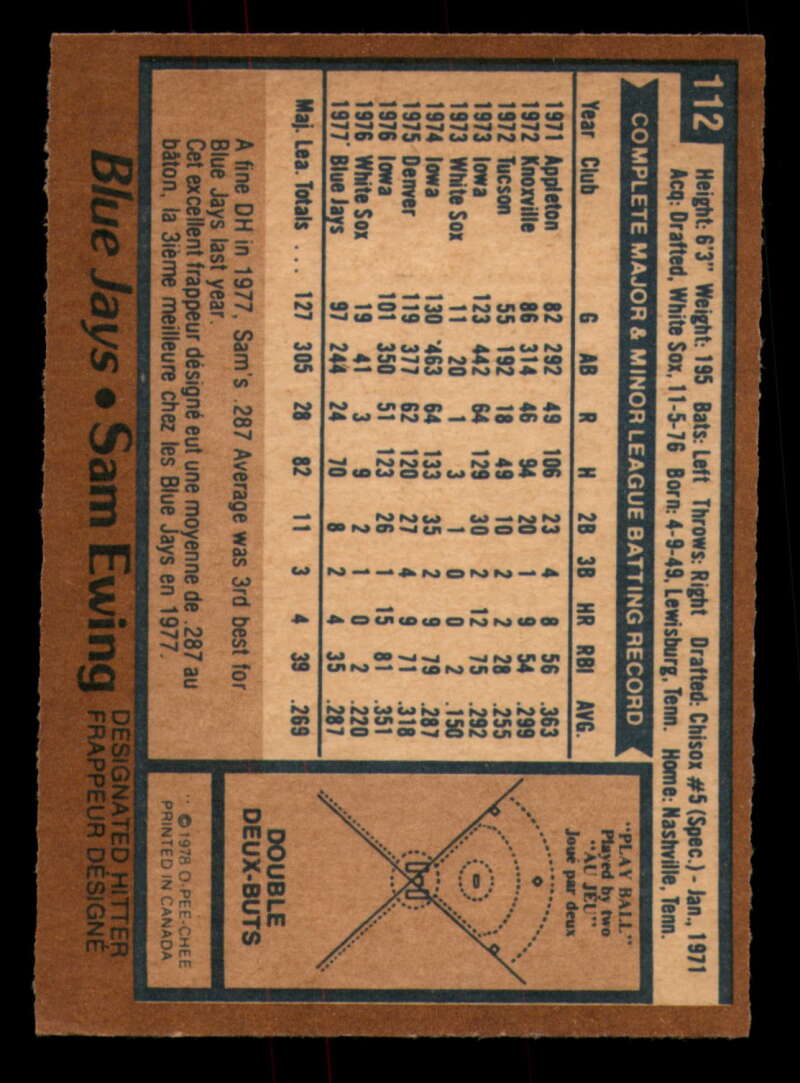 112
Height: 6'3" Weight: 195 Bats: Left Throws: Right Drafted: Chisox #5 (Spec.) - Jan., 1971
Acq: Drafted, White Sox, 11-5-76 Born: 4-9-49, Lewisburg, Tenn. Home: Nashville, Tenn.
COMPLETE MAJOR & MINOR LEAGUE BATTING RECORD
Year Club G AB R H 2B 3B HR RBI AVG.
1971 Appleton 82 292 49 106 23 4 8 56 .363
1972 Knoxville 86 314 46 94 20 1 9 54 .299
1972 Tucson 55 192 18 49 10 2 2 28 .255
1973 Iowa 123 442 64 129 30 2 12 75 .292
1973 White Sox 11 20 1 3 1 0 0 2 .150
1974 Iowa 130 463 64 133 35 2 9 79 .287
1975 Denver 119 377 62 120 27 4 9 71 .318
1976 Iowa 101 350 51 123 26 1 15 81 .351
1976 White Sox 19 41 3 9 2 1 0 2 .220
1977 Blue Jays 97 244 24 70 8 2 4 35 .287
Maj. Lea. Totals ... 127 305 28 82 11 3 4 39 .269
A fine DH in 1977, Sam's .287 Average was 3rd best for
Blue Jays last year.
Cet excellent frappeur désigné eut une moyenne de .287 au
bâton, la 3ième meilleure chez les Blue Jays en 1977.
"PLAY BALL"
Played by two
"AU JEU"
Joué par deux
DOUBLE
DEUX-BUTS
© 1978 O-PEE-CHEE
PRINTED IN CANADA
Blue Jays • Sam Ewing
DESIGNATED HITTER
FRAPPEUR DÉSIGNÉ